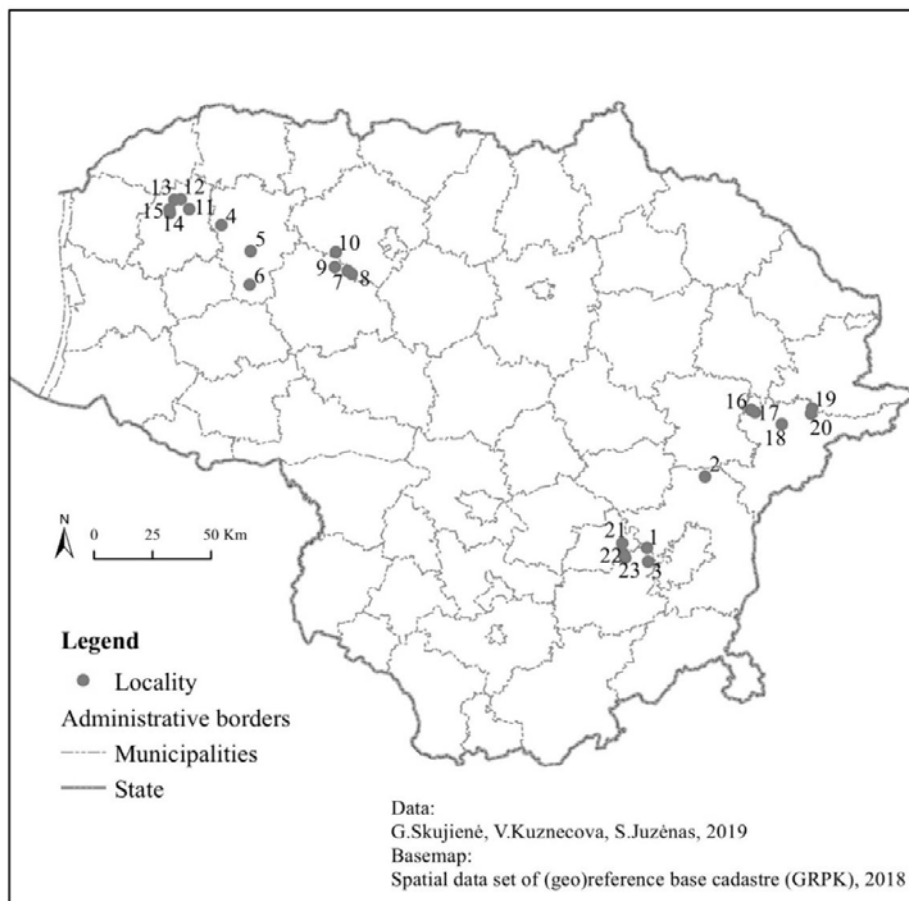 13 12
15 14 11 4
5
10
9
7 8
6
16 17 19
18 20
2
21 1
22
23 3
N
0 25 50 Km
Legend
Locality
Administrative borders
Municipalities
State
Data:
G.Skujienė, V.Kuznecova, S.Juzėnas, 2019
Basemap:
Spatial data set of (geo)reference base cadastre (GRPK), 2018